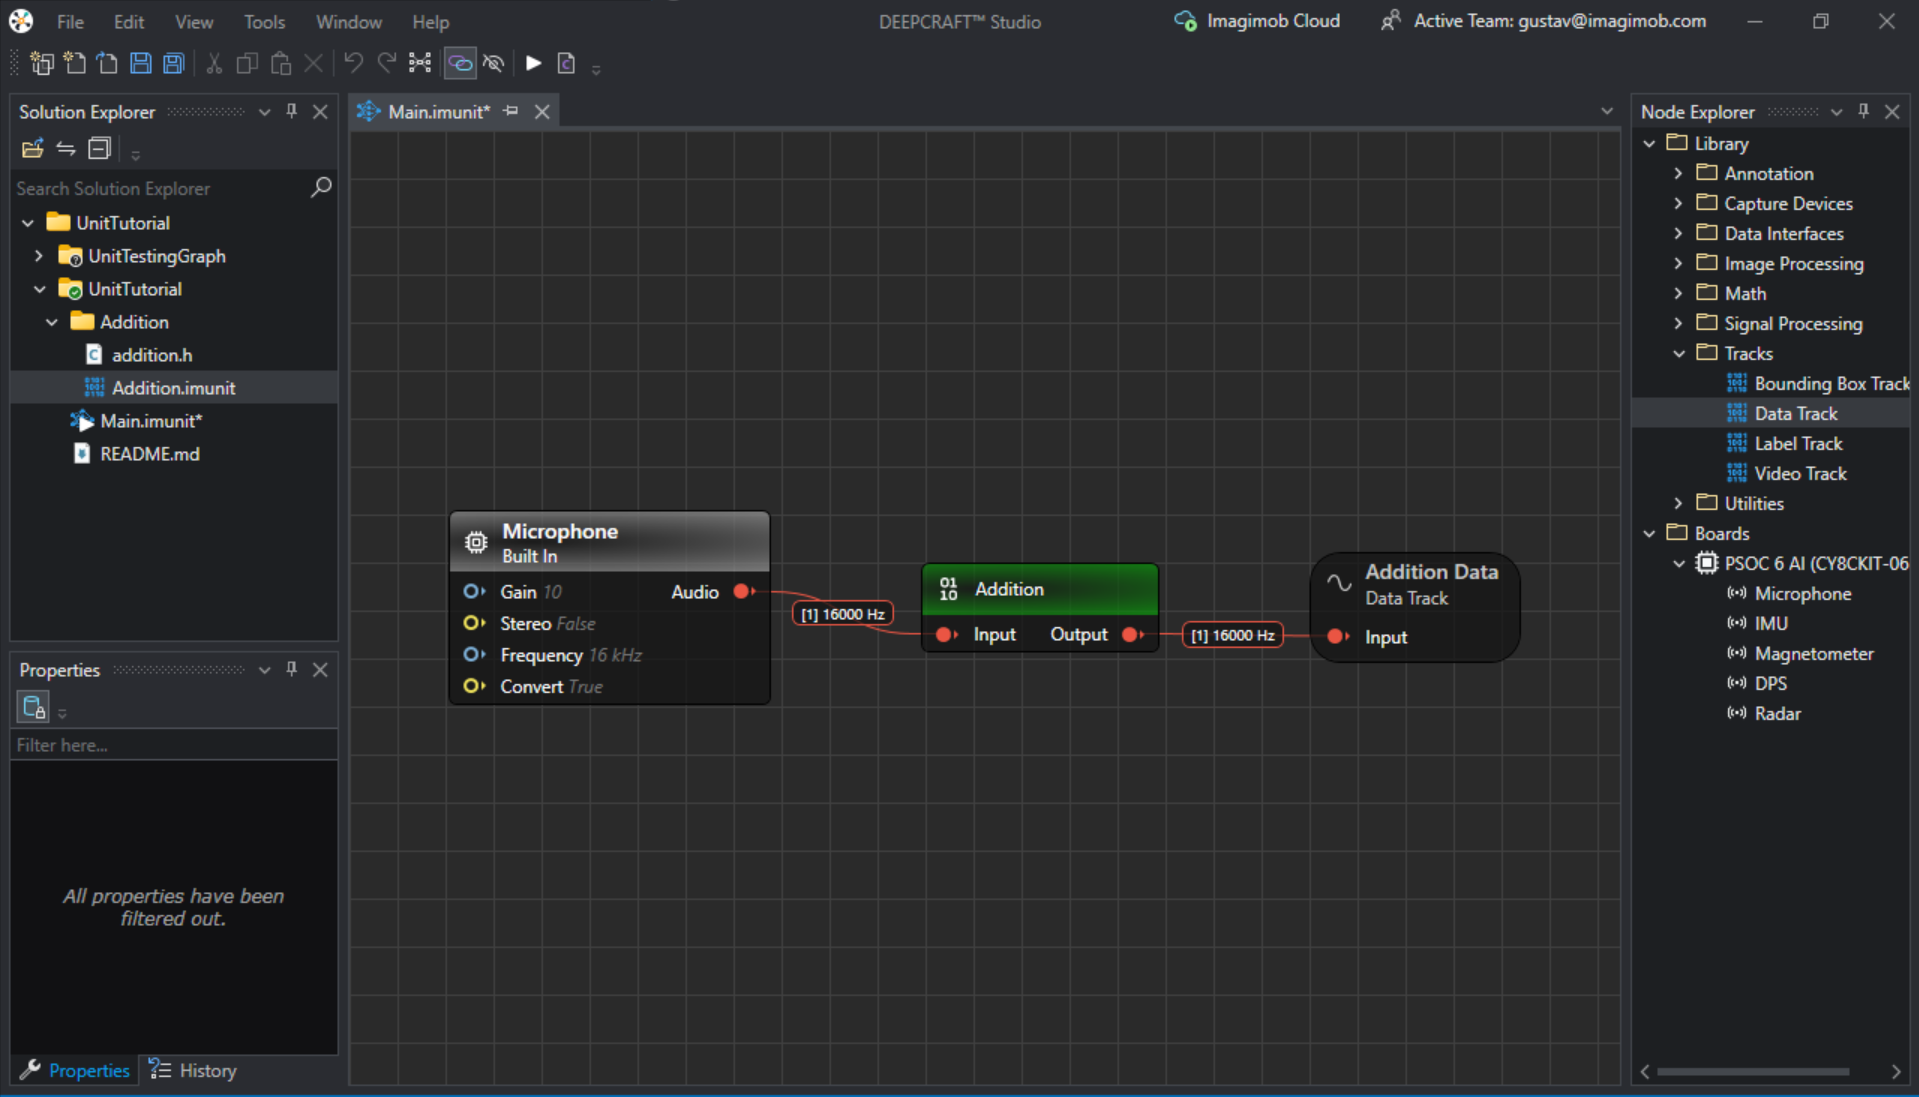 File Edit View Tools Window Help
DEEPCRAFT™ Studio
Imagimob Cloud
Active Team: gustav@imagimob.com
Solution Explorer
Search Solution Explorer
UnitTutorial
UnitTestingGraph
UnitTutorial
Addition
addition.h
Addition.imunit
Main.imunit*
README.md
Properties
Filter here...
All properties have been
filtered out.
Properties
History
Main.imunit*
Microphone
Built In
Gain 10
Audio
Stereo False
Frequency 16 kHz
Convert True
[1] 16000 Hz
01
10
Addition
Input
Output
[1] 16000 Hz
Addition Data
Data Track
Input
Node Explorer
Library
Annotation
Capture Devices
Data Interfaces
Image Processing
Math
Signal Processing
Tracks
Bounding Box Track
Data Track
Label Track
Video Track
Utilities
Boards
PSOC 6 AI (CY8CKIT-06
Microphone
IMU
Magnetometer
DPS
Radar